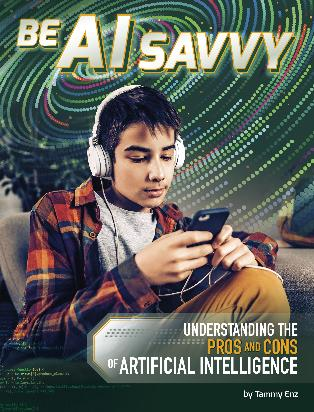 BE AI SAVVY
UNDERSTANDING THE
PROS AND CONS
OF ARTIFICIAL INTELLIGENCE
by Tammy Enz